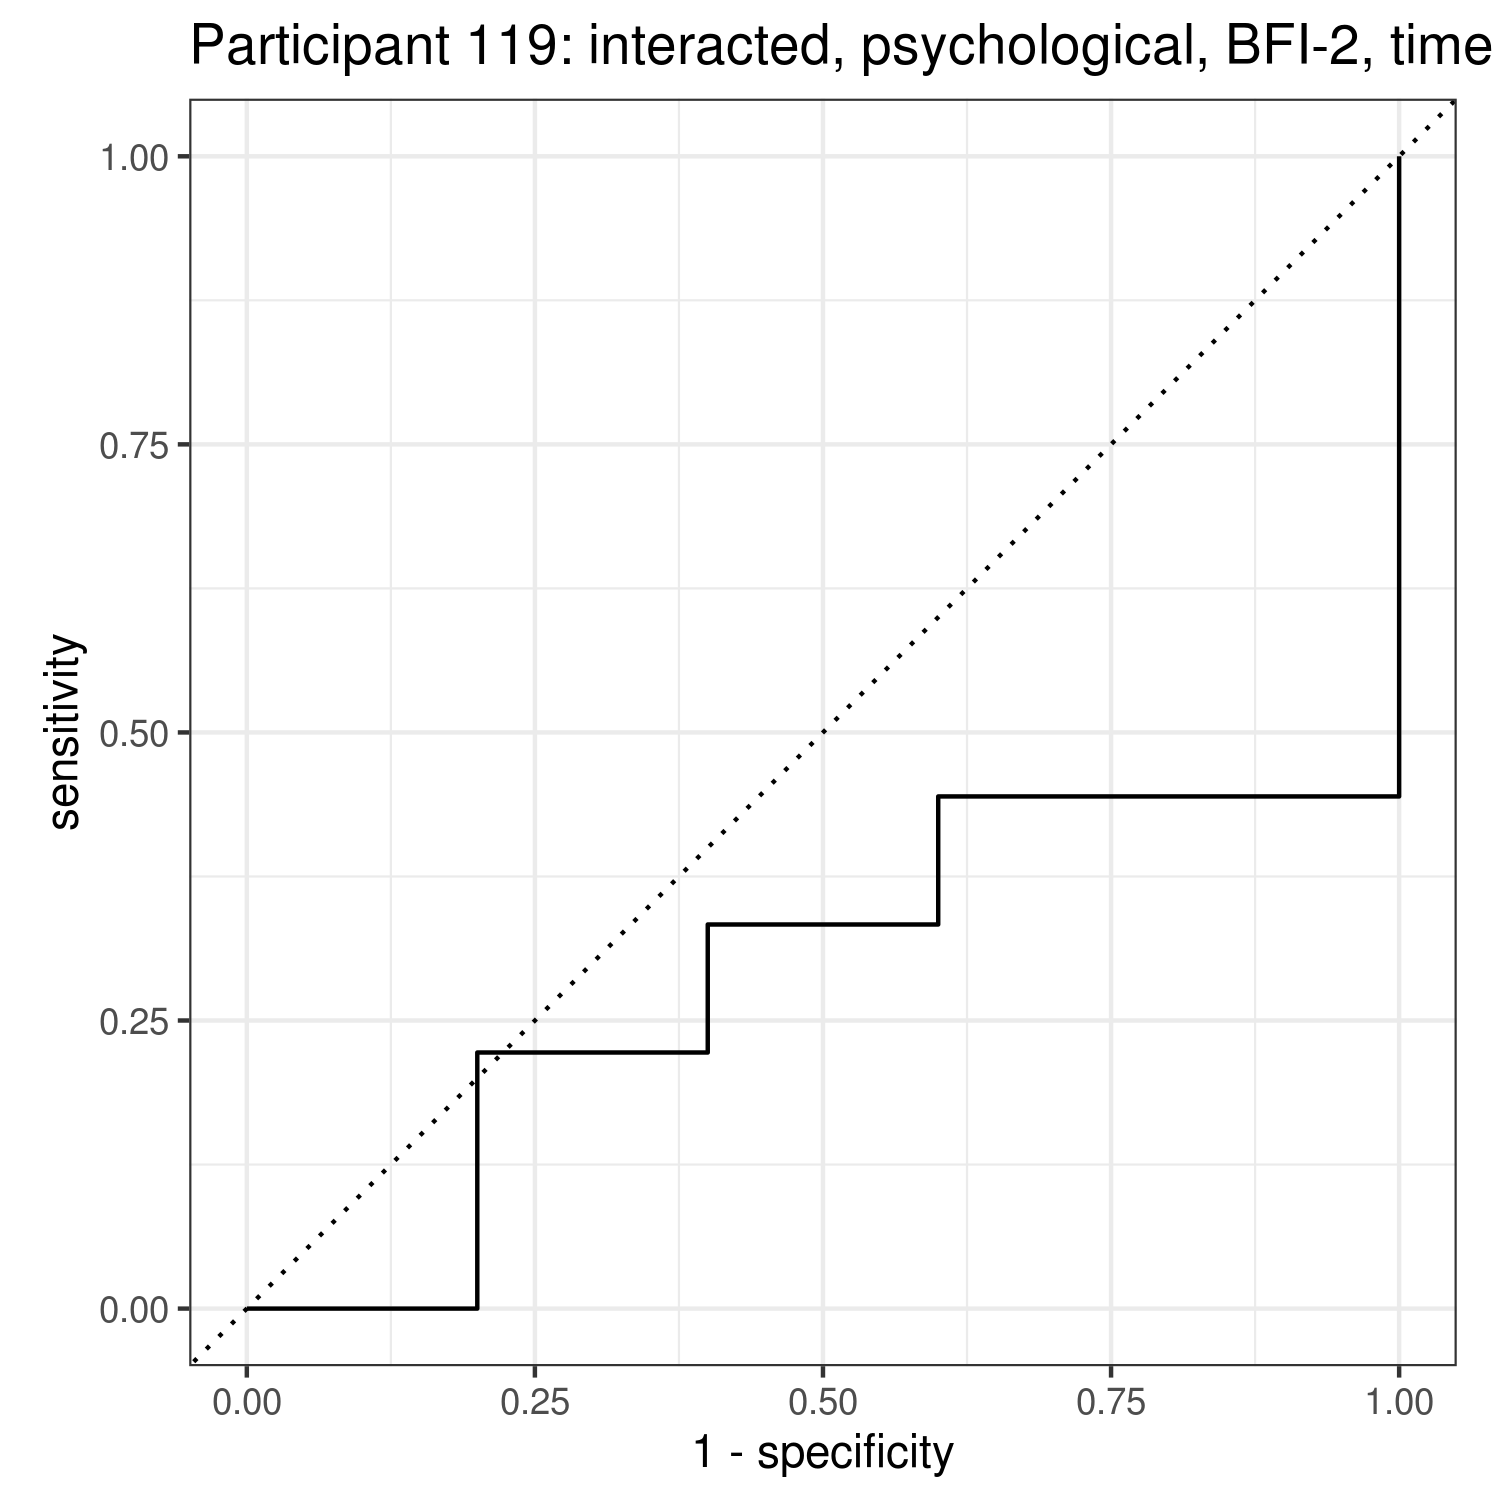 Participant 119: interacted, psychological, BFI-2, time
1.00
0.75
0.50
0.25
0.00
sensitivity
0.00 0.25 0.50 0.75 1.00
1 - specificity